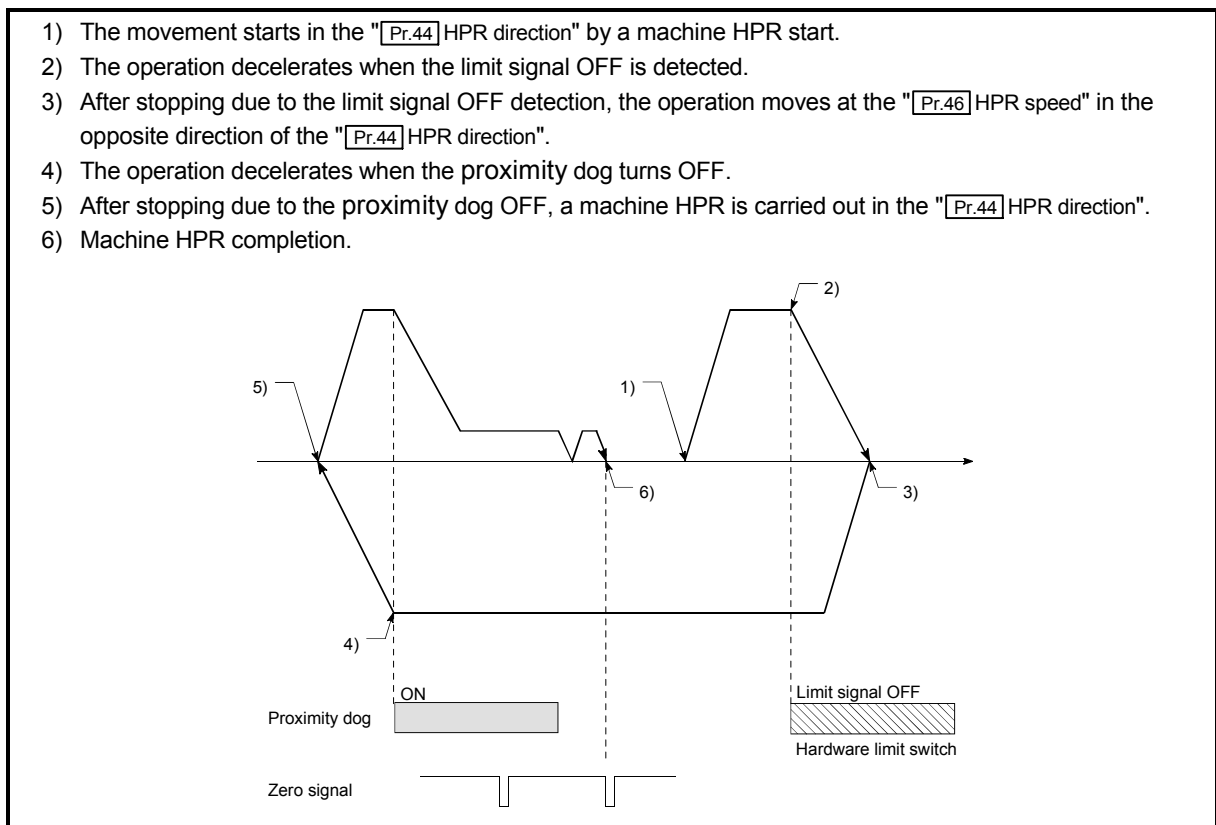 1) The movement starts in the "Pr.44 HPR direction" by a machine HPR start.
2) The operation decelerates when the limit signal OFF is detected.
3) After stopping due to the limit signal OFF detection, the operation moves at the "Pr.46 HPR speed" in the
opposite direction of the "Pr.44 HPR direction".
4) The operation decelerates when the proximity dog turns OFF.
5) After stopping due to the proximity dog OFF, a machine HPR is carried out in the "Pr.44 HPR direction".
6) Machine HPR completion.
2)
5)
1)
6)
3)
4)
ON
Limit signal OFF
Proximity dog
Hardware limit switch
Zero signal